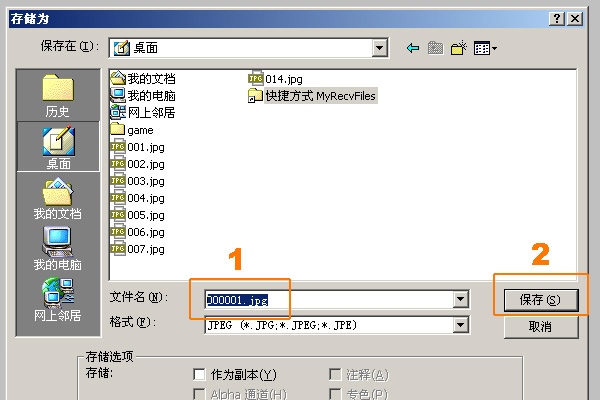 存储为
保存在(I):
桌面
历史
桌面
我的文档
我的电脑
网上邻居
我的文档
我的电脑
网上邻居
game
001.jpg
002.jpg
003.jpg
004.jpg
005.jpg
006.jpg
007.jpg
014.jpg
快捷方式 MyRecvFiles
1
2
文件名(N):
000001.jpg
保存(S)
格式(F):
JPEG (*.JPG;*.JPEG;*.JPE)
取消
存储选项
存储:
作为副本(Y)
注释(A)
Alpha 通道(H)
专色(P)